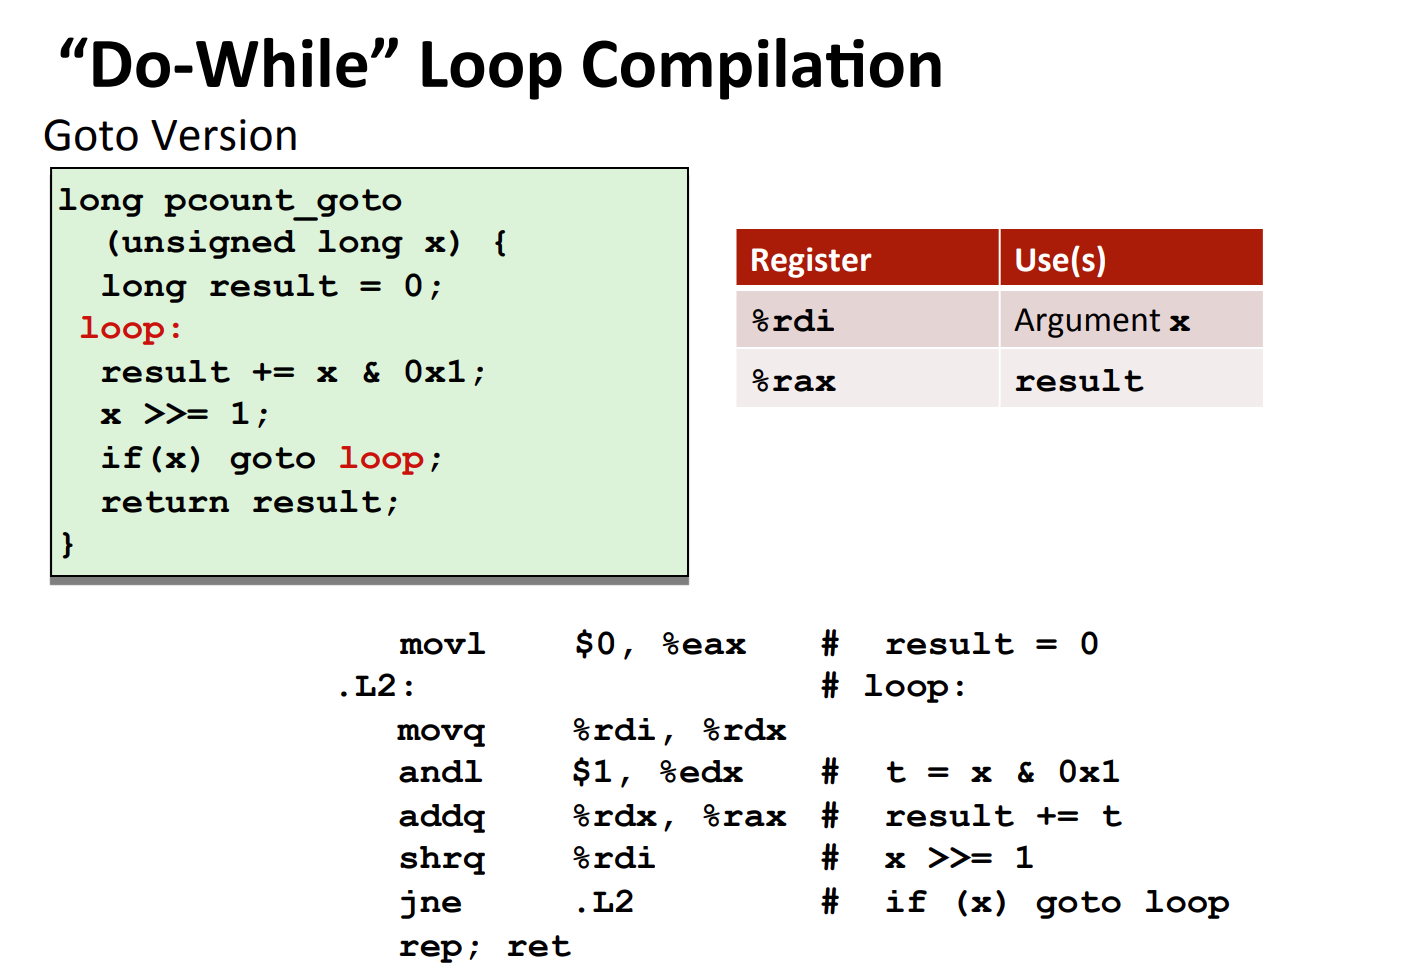 “Do-While” Loop Compilation
Goto Version
long pcount_goto
(unsigned long x) {
long result = 0;
loop:
result += x & 0x1;
x >>= 1;
if(x) goto loop;
return result;
}
Register Use(s)
%rdi Argument x
%rax result
movl $0, %eax # result = 0
.L2: # loop:
movq %rdi, %rdx
andl $1, %edx # t = x & 0x1
addq %rdx, %rax # result += t
shrq %rdi # x >>= 1
jne .L2 # if (x) goto loop
rep; ret